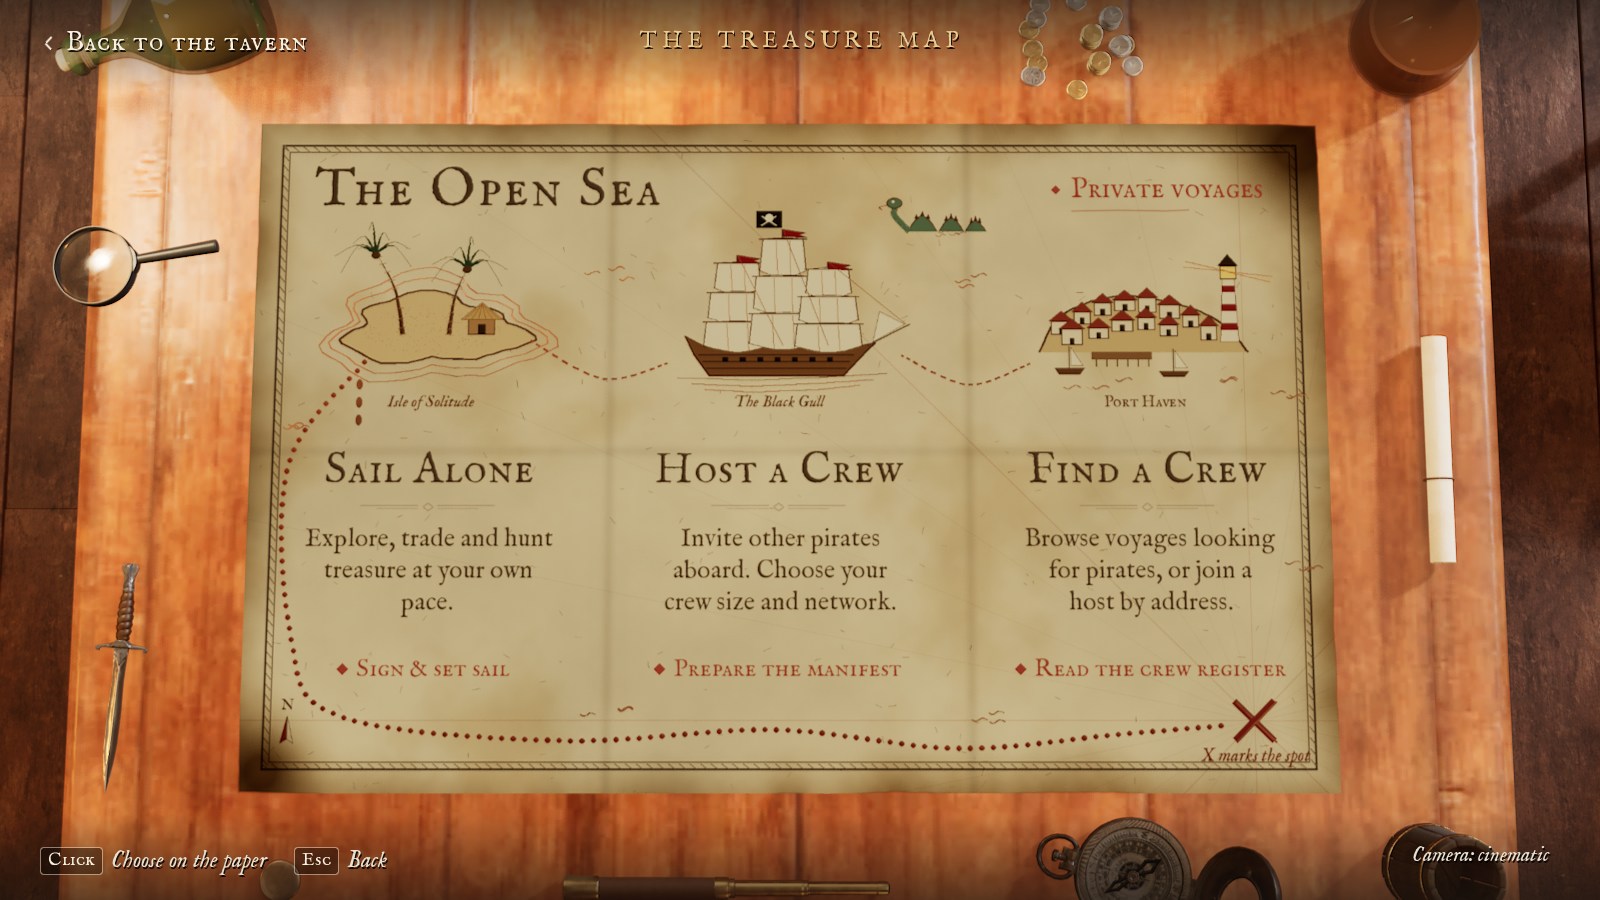 Back to the tavern
THE TREASURE MAP
The Open Sea
Private voyages
Isle of Solitude
The Black Gull
Port Haven
Sail Alone
Explore, trade and hunt
treasure at your own
pace.
Sign & set sail
Host a Crew
Invite other pirates
aboard. Choose your
crew size and network.
Prepare the manifest
Find a Crew
Browse voyages looking
for pirates, or join a
host by address.
Read the crew register
N
X marks the spot
Click Choose on the paper Esc Back
Camera: cinematic